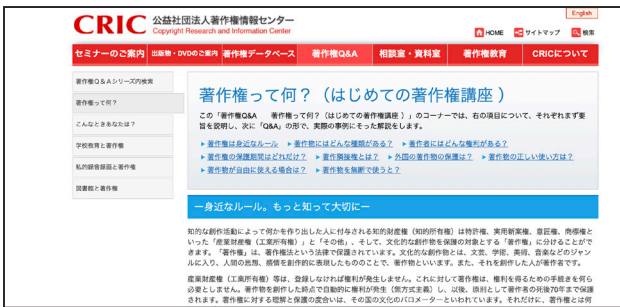 English
CRIC 公益社団法人著作権情報センター
Copyright Research and Information Center
HOME サイトマップ 検索
セミナーのご案内 出版物・DVDのご案内 著作権データベース 著作権Q&A 相談室・資料室 著作権教育 CRICについて
著作権Q&Aシリーズ内検索
著作権って何？
こんなときあなたは？
学校教育と著作権
私的録音録画と著作権
図書館と著作権
著作権って何？（はじめての著作権講座）
この「著作権Q&A 著作権って何？（はじめての著作権講座）」のコーナーでは、右の項目について、それぞれまず要
旨を説明し、次に「Q&A」の形で、実際の事例にそった解説をします。
著作権は身近なルール 著作物にはどんな種類がある？ 著作者にはどんな権利がある？
著作権の保護期間はどれだけ？ 著作隣接権とは？ 外国の著作物の保護は？ 著作物の正しい使い方は？
著作物が自由に使える場合は？ 著作物を無断で使うと？
－身近なルール。もっと知って大切に－
知的な創作活動によって何かを作り出した人に付与される知的財産権（知的所有権）は特許権、実用新案権、意匠権、商標権と
いった「産業財産権（工業所有権）」と「その他」、そして、文化的な創作物を保護の対象とする「著作権」に分けることがで
きます。「著作権」は、著作権法という法律で保護されています。文化的な創作物とは、文芸、学術、美術、音楽などのジャン
ルに入り、人間の思想、感情を創作的に表現したもののことで、著作物といいます。また、それを創作した人が著作者です。
産業財産権（工業所有権）等は、登録しなければ権利が発生しません。これに対して著作権は、権利を得るための手続きを何ら
必要としません。著作物を創作した時点で自動的に権利が発生（無方式主義）し、以後、原則として著作者の死後70年まで保護
されます。著作権に対する理解と保護の度合いは、その国の文化のバロメーターといわれています。それだけに、著作権とは何